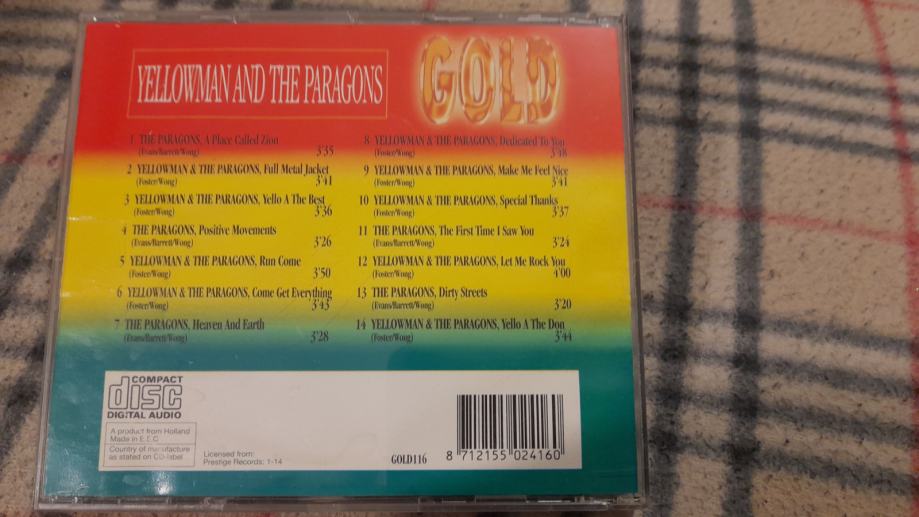 YELLOWMAN AND THE PARAGONS
GOLD
1 THE PARAGONS, A Place Called Zion
(Evans/Barrett/Wong) 3'35
2 YELLOWMAN & THE PARAGONS, Full Metal Jacket
(Foster/Wong) 3'41
3 YELLOWMAN & THE PARAGONS, Yello A The Best
(Foster/Wong) 3'36
4 THE PARAGONS, Positive Movements
(Evans/Barrett/Wong) 3'26
5 YELLOWMAN & THE PARAGONS, Run Come
(Foster/Wong) 3'50
6 YELLOWMAN & THE PARAGONS, Come Get Everything
(Foster/Wong) 3'45
7 THE PARAGONS, Heaven And Earth
(Evans/Barrett/Wong) 3'28
8 YELLOWMAN & THE PARAGONS, Dedicated To You
(Foster/Wong) 3'48
9 YELLOWMAN & THE PARAGONS, Make Me Feel Nice
(Foster/Wong) 3'41
10 YELLOWMAN & THE PARAGONS, Special Thanks
(Foster/Wong) 3'37
11 THE PARAGONS, The First Time I Saw You
(Evans/Barrett/Wong) 3'24
12 YELLOWMAN & THE PARAGONS, Let Me Rock You
(Foster/Wong) 4'00
13 THE PARAGONS, Dirty Streets
(Evans/Barrett/Wong) 3'20
14 YELLOWMAN & THE PARAGONS, Yello A The Don
(Foster/Wong) 3'44
COMPACT
disc
DIGITAL AUDIO
A product from Holland
Made in E.E.C
Country of manufacture
as stated on CD-label
Licensed from:
Prestige Records: 1-14
GOLD116
8 712155 024160